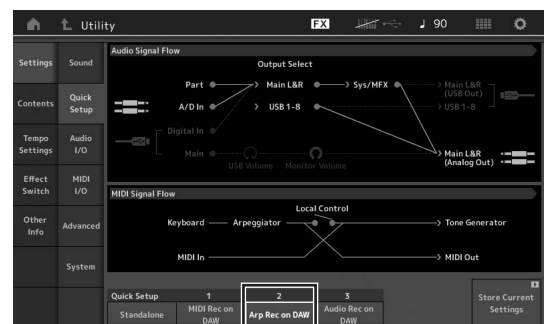 Utility FX 90
Settings Sound
Contents Quick Setup
Tempo Settings Audio I/O
Effect Switch MIDI I/O
Other Info Advanced
System
Audio Signal Flow
Output Select
Part Main L&R Sys/MFX Main L&R (USB Out)
A/D In USB 1-8 USB 1-8
Digital In
Main USB Volume Monitor Volume
Main L&R (Analog Out)
MIDI Signal Flow
Local Control
Keyboard Arpeggiator Tone Generator
MIDI In MIDI Out
Quick Setup 1 2 3
Standalone MIDI Rec on DAW Arp Rec on DAW Audio Rec on DAW
Store Current Settings